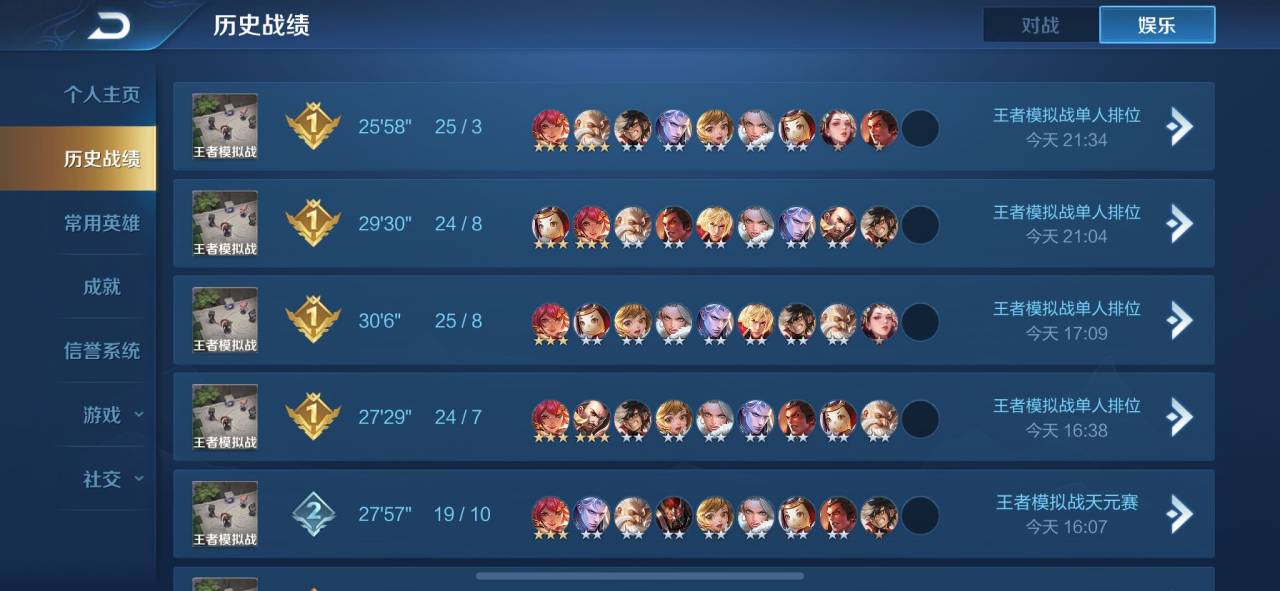 历史战绩
对战
娱乐
个人主页
历史战绩
常用英雄
成就
信誉系统
游戏
社交
王者模拟战
1
25'58"
25 / 3
王者模拟战单人排位
今天 21:34
王者模拟战
1
29'30"
24 / 8
王者模拟战单人排位
今天 21:04
王者模拟战
1
30'6"
25 / 8
王者模拟战单人排位
今天 17:09
王者模拟战
1
27'29"
24 / 7
王者模拟战单人排位
今天 16:38
王者模拟战
2
27'57"
19 / 10
王者模拟战天元赛
今天 16:07